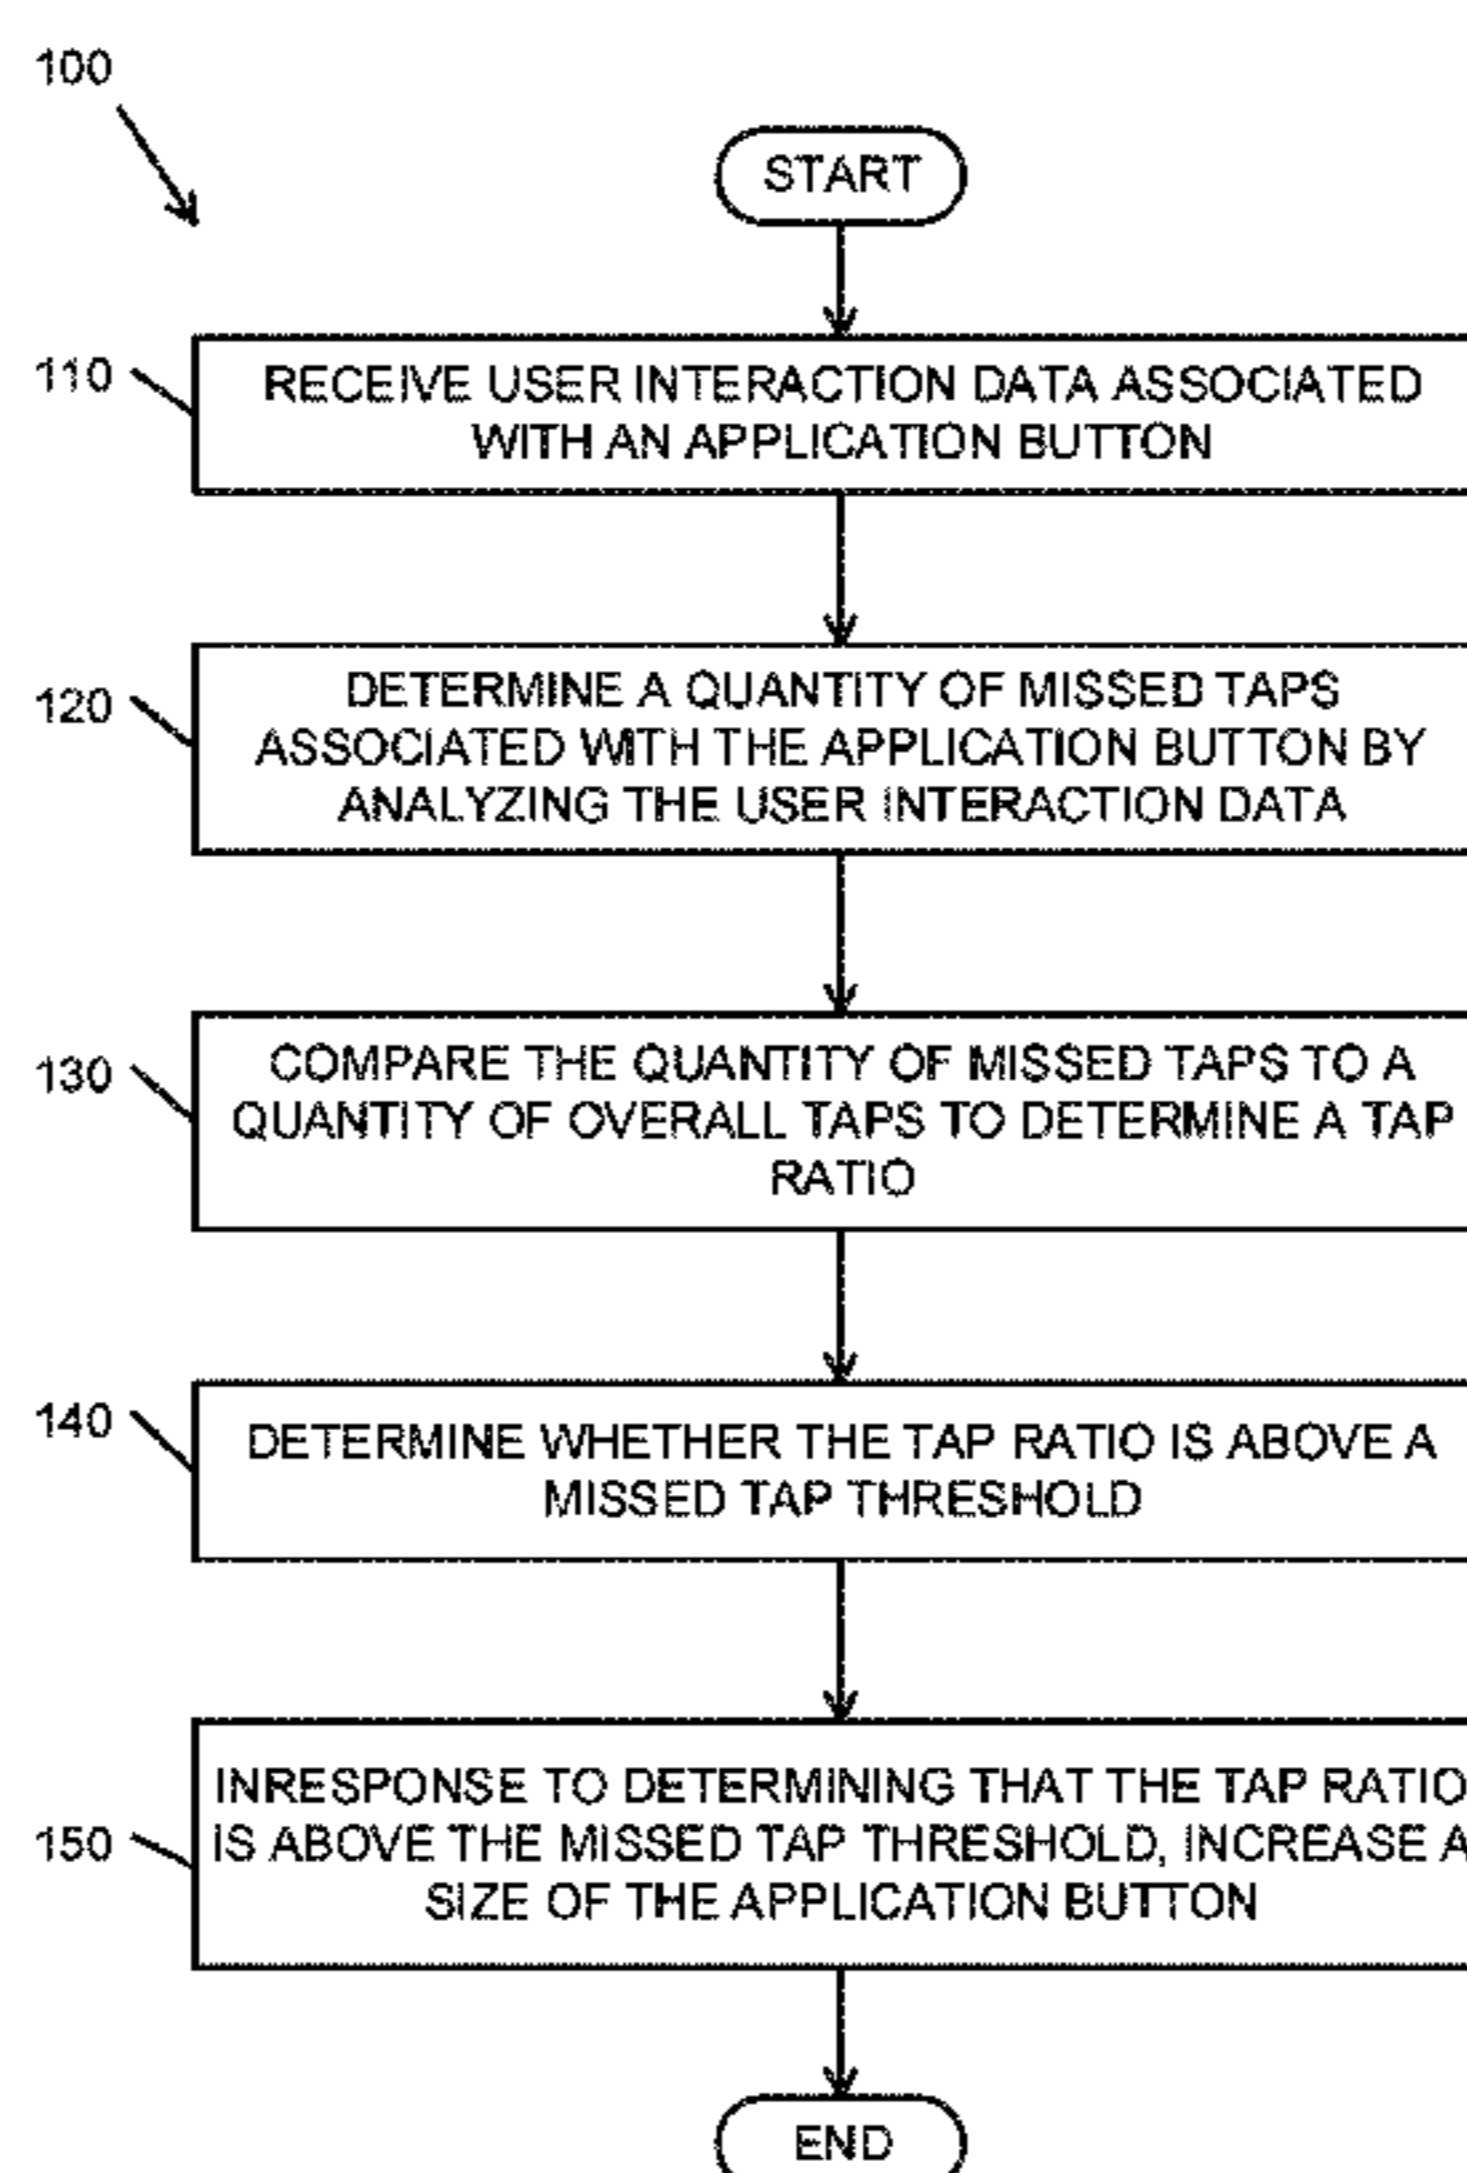 100
START
110
RECEIVE USER INTERACTION DATA ASSOCIATED
WITH AN APPLICATION BUTTON
120
DETERMINE A QUANTITY OF MISSED TAPS
ASSOCIATED WITH THE APPLICATION BUTTON BY
ANALYZING THE USER INTERACTION DATA
130
COMPARE THE QUANTITY OF MISSED TAPS TO A
QUANTITY OF OVERALL TAPS TO DETERMINE A TAP
RATIO
140
DETERMINE WHETHER THE TAP RATIO IS ABOVE A
MISSED TAP THRESHOLD
150
INRESPONSE TO DETERMINING THAT THE TAP RATIO
IS ABOVE THE MISSED TAP THRESHOLD, INCREASE A
SIZE OF THE APPLICATION BUTTON
END